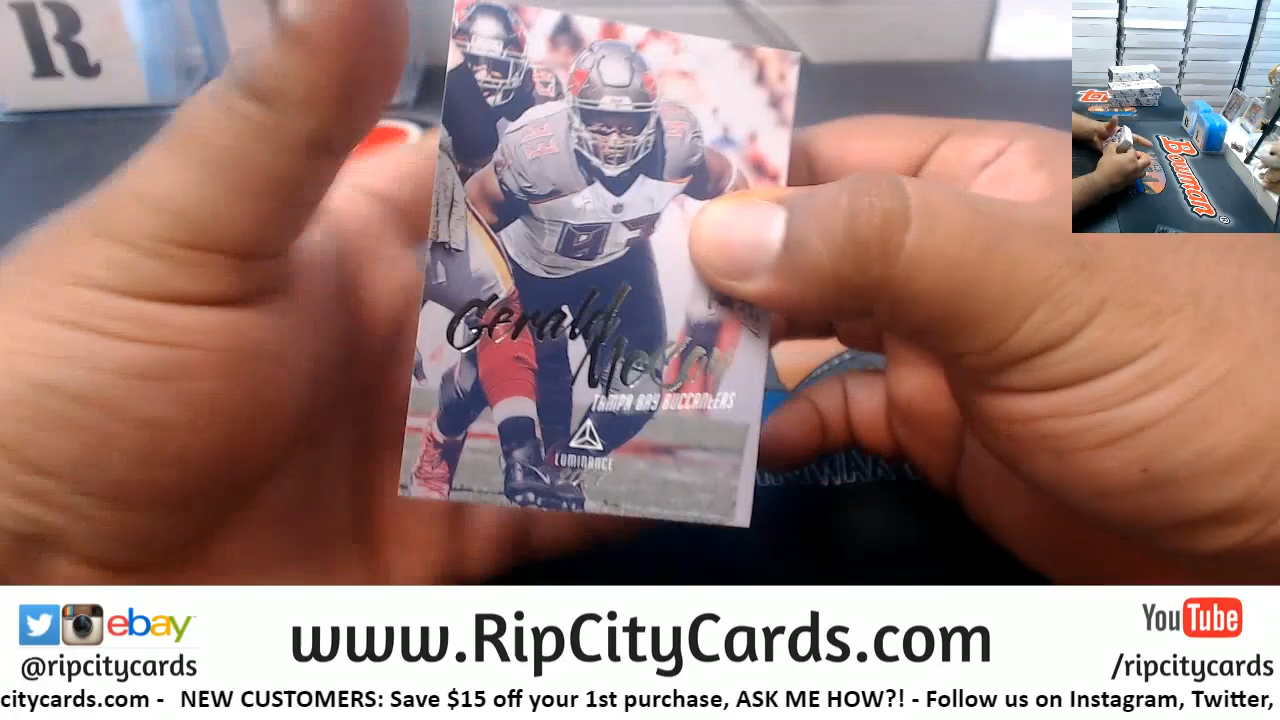 R
93
Gerald
McCoy
TAMPA BAY BUCCANEERS
LUMINANCE
Bowman
®
ebay
@ripcitycards
www.RipCityCards.com
YouTube
/ripcitycards
citycards.com - NEW CUSTOMERS: Save $15 off your 1st purchase, ASK ME HOW?! - Follow us on Instagram, Twitter,